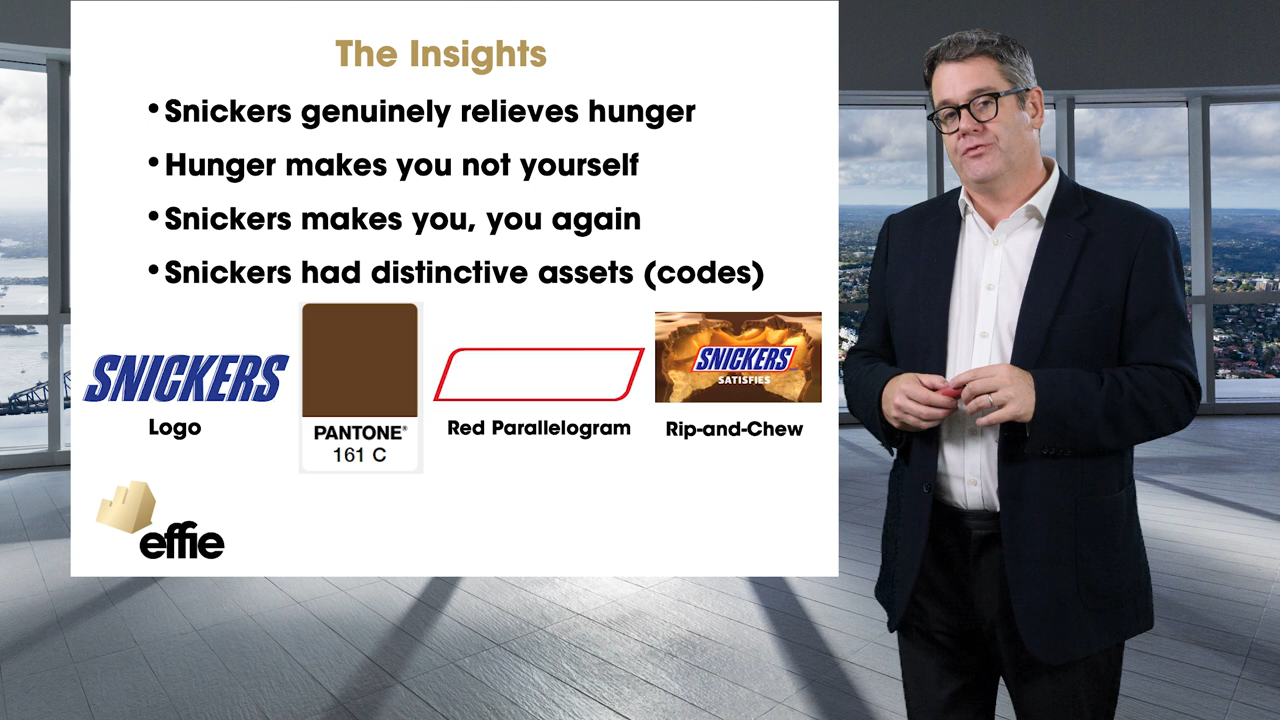 The Insights
• Snickers genuinely relieves hunger
• Hunger makes you not yourself
• Snickers makes you, you again
• Snickers had distinctive assets (codes)
SNICKERS
Logo
PANTONE®
161 C
Red Parallelogram
SNICKERS
SATISFIES
Rip-and-Chew
effie